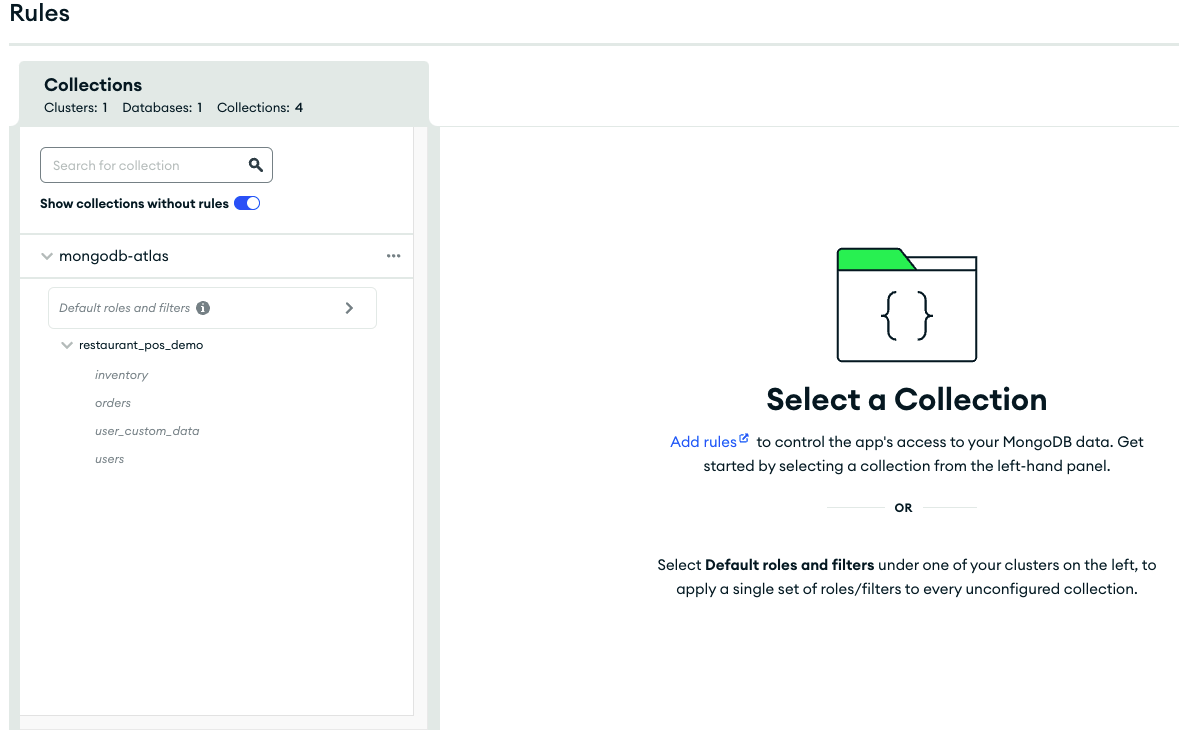 Rules
Collections
Clusters: 1 Databases: 1 Collections: 4
Search for collection
Show collections without rules
mongodb-atlas
Default roles and filters
restaurant_pos_demo
inventory
orders
user_custom_data
users
{ }
Select a Collection
Add rules to control the app's access to your MongoDB data. Get
started by selecting a collection from the left-hand panel.
OR
Select Default roles and filters under one of your clusters on the left, to
apply a single set of roles/filters to every unconfigured collection.